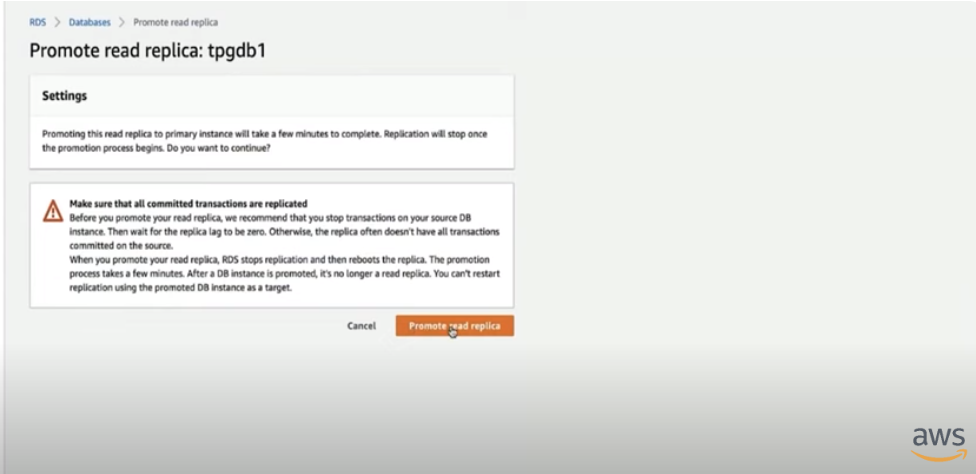 RDS > Databases > Promote read replica
Promote read replica: tpgdb1
Settings
Promoting this read replica to primary instance will take a few minutes to complete. Replication will stop once
the promotion process begins. Do you want to continue?
Make sure that all committed transactions are replicated
Before you promote your read replica, we recommend that you stop transactions on your source DB
instance. Then wait for the replica lag to be zero. Otherwise, the replica often doesn't have all transactions
committed on the source.
When you promote your read replica, RDS stops replication and then reboots the replica. The promotion
process takes a few minutes. After a DB instance is promoted, it's no longer a read replica. You can't restart
replication using the promoted DB instance as a target.
Cancel Promote read replica
aws